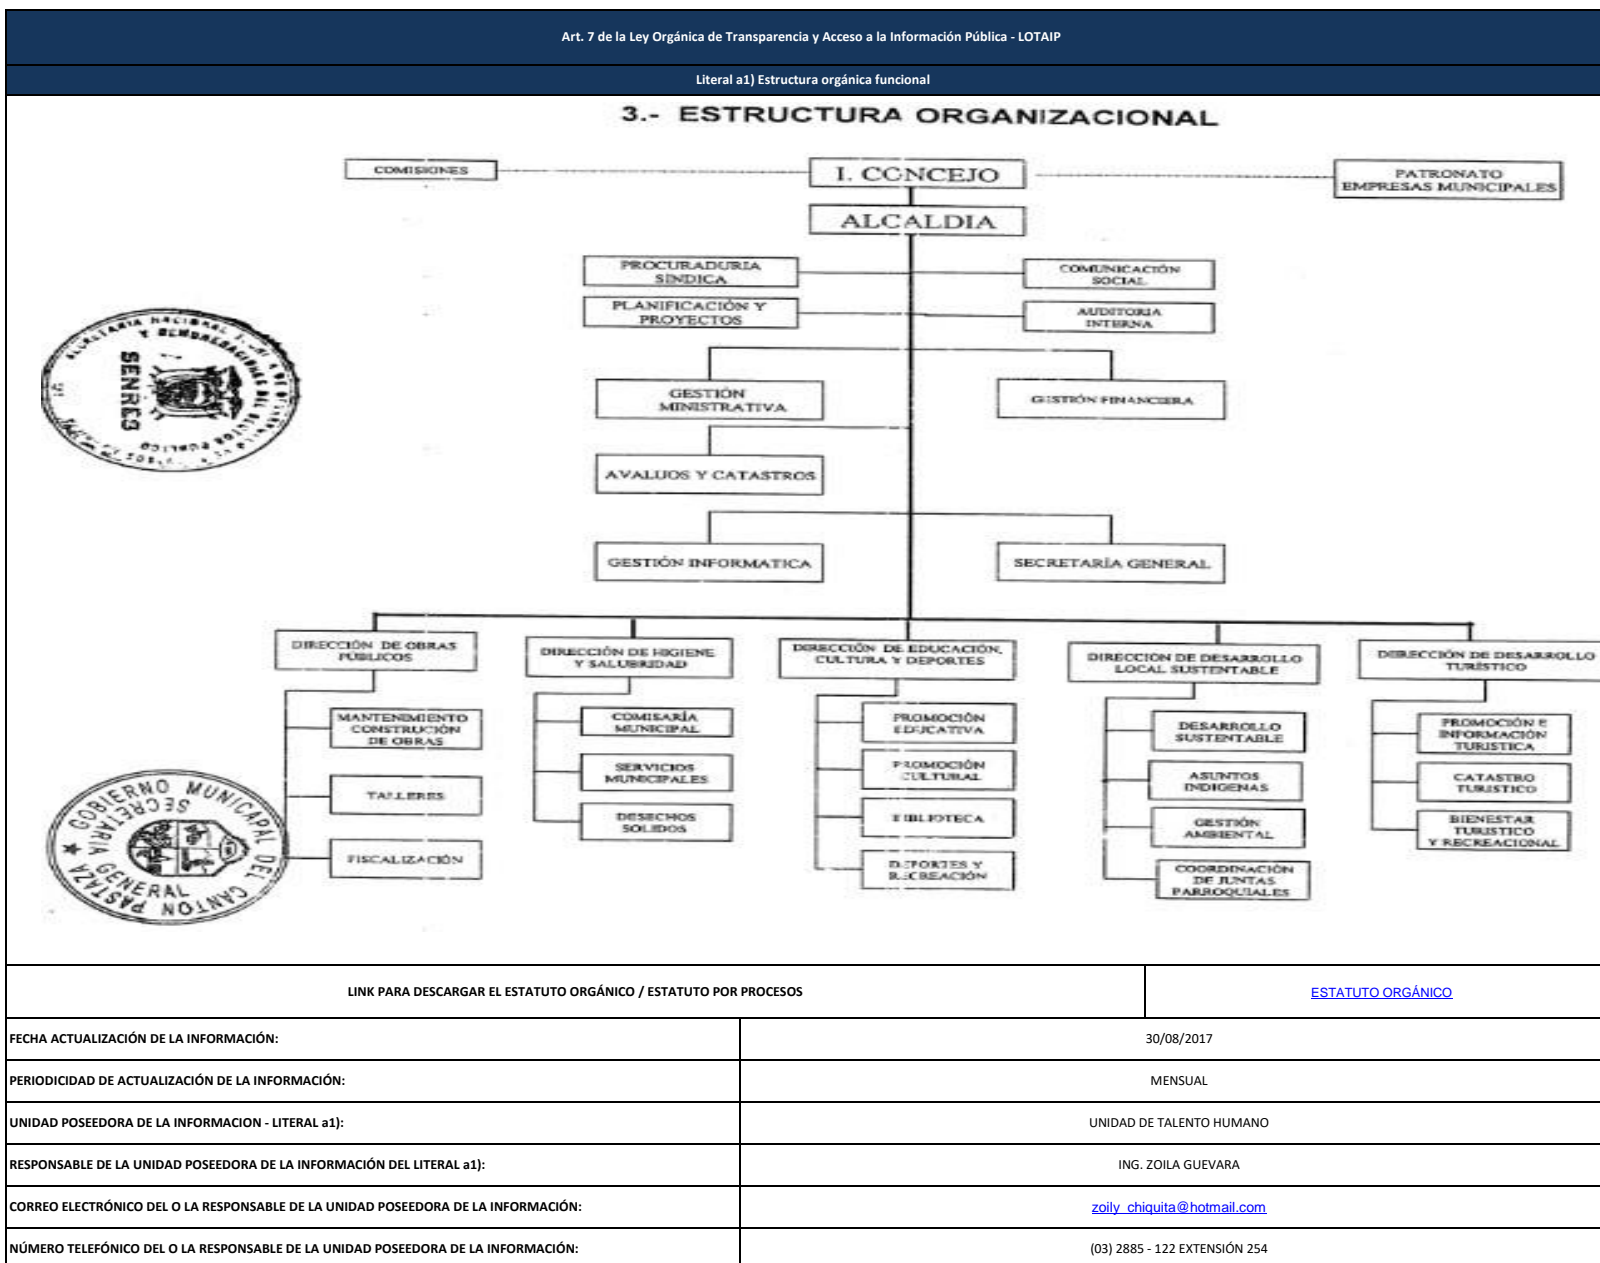 Art. 7 de la Ley Orgánica de Transparencia y Acceso a la Información Pública - LOTAIP
Literal a1) Estructura orgánica funcional
3.- ESTRUCTURA ORGANIZACIONAL
COMISIONES
I. CONCEJO
PATRONATO
EMPRESAS MUNICIPALES
ALCALDIA
PROCURADURIA
SINDICA
COMUNICACIÓN
SOCIAL
PLANIFICACIÓN Y
PROYECTOS
AUDITORIA
INTERNA
SENRES
GESTIÓN
MINISTRATIVA
GESTIÓN FINANCIERA
AVALUOS Y CATASTROS
GESTIÓN INFORMATICA
SECRETARÍA GENERAL
DIRECCIÓN DE OBRAS
PÚBLICOS
DIRECCIÓN DE HIGIENE
Y SALUBRIDAD
DIRECCIÓN DE EDUCACIÓN,
CULTURA Y DEPORTES
DIRECCIÓN DE DESARROLLO
LOCAL SUSTENTABLE
DIRECCIÓN DE DESARROLLO
TURÍSTICO
MANTENIMIENTO
CONSTRUCIÓN
DE OBRAS
TALLERES
FISCALIZACIÓN
COMISARÍA
MUNICIPAL
SERVICIOS
MUNICIPALES
DESECHOS
SOLIDOS
PROMOCIÓN
EDUCATIVA
PROMOCIÓN
CULTURAL
BIBLIOTECA
DEPORTES Y
RECREACIÓN
DESARROLLO
SUSTENTABLE
ASUNTOS
INDIGENAS
GESTIÓN
AMBIENTAL
COORDINACIÓN
DE JUNTAS
PARROQUIALES
PROMOCIÓN E
INFORMACIÓN
TURISTICA
CATASTRO
TURISTICO
BIENESTAR
TURISTICO
Y RECREACIONAL
GOBIERNO MUNICAPAL DEL CANTON PASTAZA
SECRETARIA GENERAL
LINK PARA DESCARGAR EL ESTATUTO ORGÁNICO / ESTATUTO POR PROCESOS
ESTATUTO ORGÁNICO
FECHA ACTUALIZACIÓN DE LA INFORMACIÓN:
30/08/2017
PERIODICIDAD DE ACTUALIZACIÓN DE LA INFORMACIÓN:
MENSUAL
UNIDAD POSEEDORA DE LA INFORMACION - LITERAL a1):
UNIDAD DE TALENTO HUMANO
RESPONSABLE DE LA UNIDAD POSEEDORA DE LA INFORMACIÓN DEL LITERAL a1):
ING. ZOILA GUEVARA
CORREO ELECTRÓNICO DEL O LA RESPONSABLE DE LA UNIDAD POSEEDORA DE LA INFORMACIÓN:
zoily_chiquita@hotmail.com
NÚMERO TELEFÓNICO DEL O LA RESPONSABLE DE LA UNIDAD POSEEDORA DE LA INFORMACIÓN:
(03) 2885 - 122 EXTENSIÓN 254